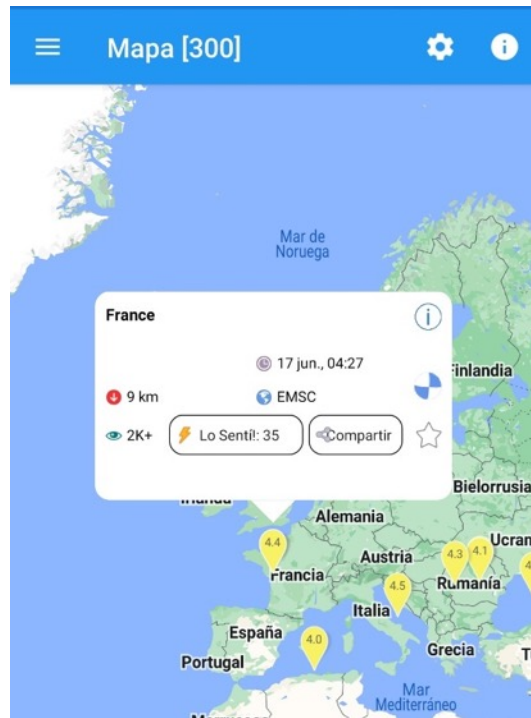 Mapa [300]
Mar de
Noruega
France
17 jun., 04:27
Finlandia
9 km
EMSC
2K+
Lo Sentí!: 35
Compartir
Bielorrusia
Irlanda
Alemania
4.4
Austria
4.3
4.1
Francia
4.5
Rumanía
Italia
España
4.0
Grecia
Portugal
Mar
Mediterráneo